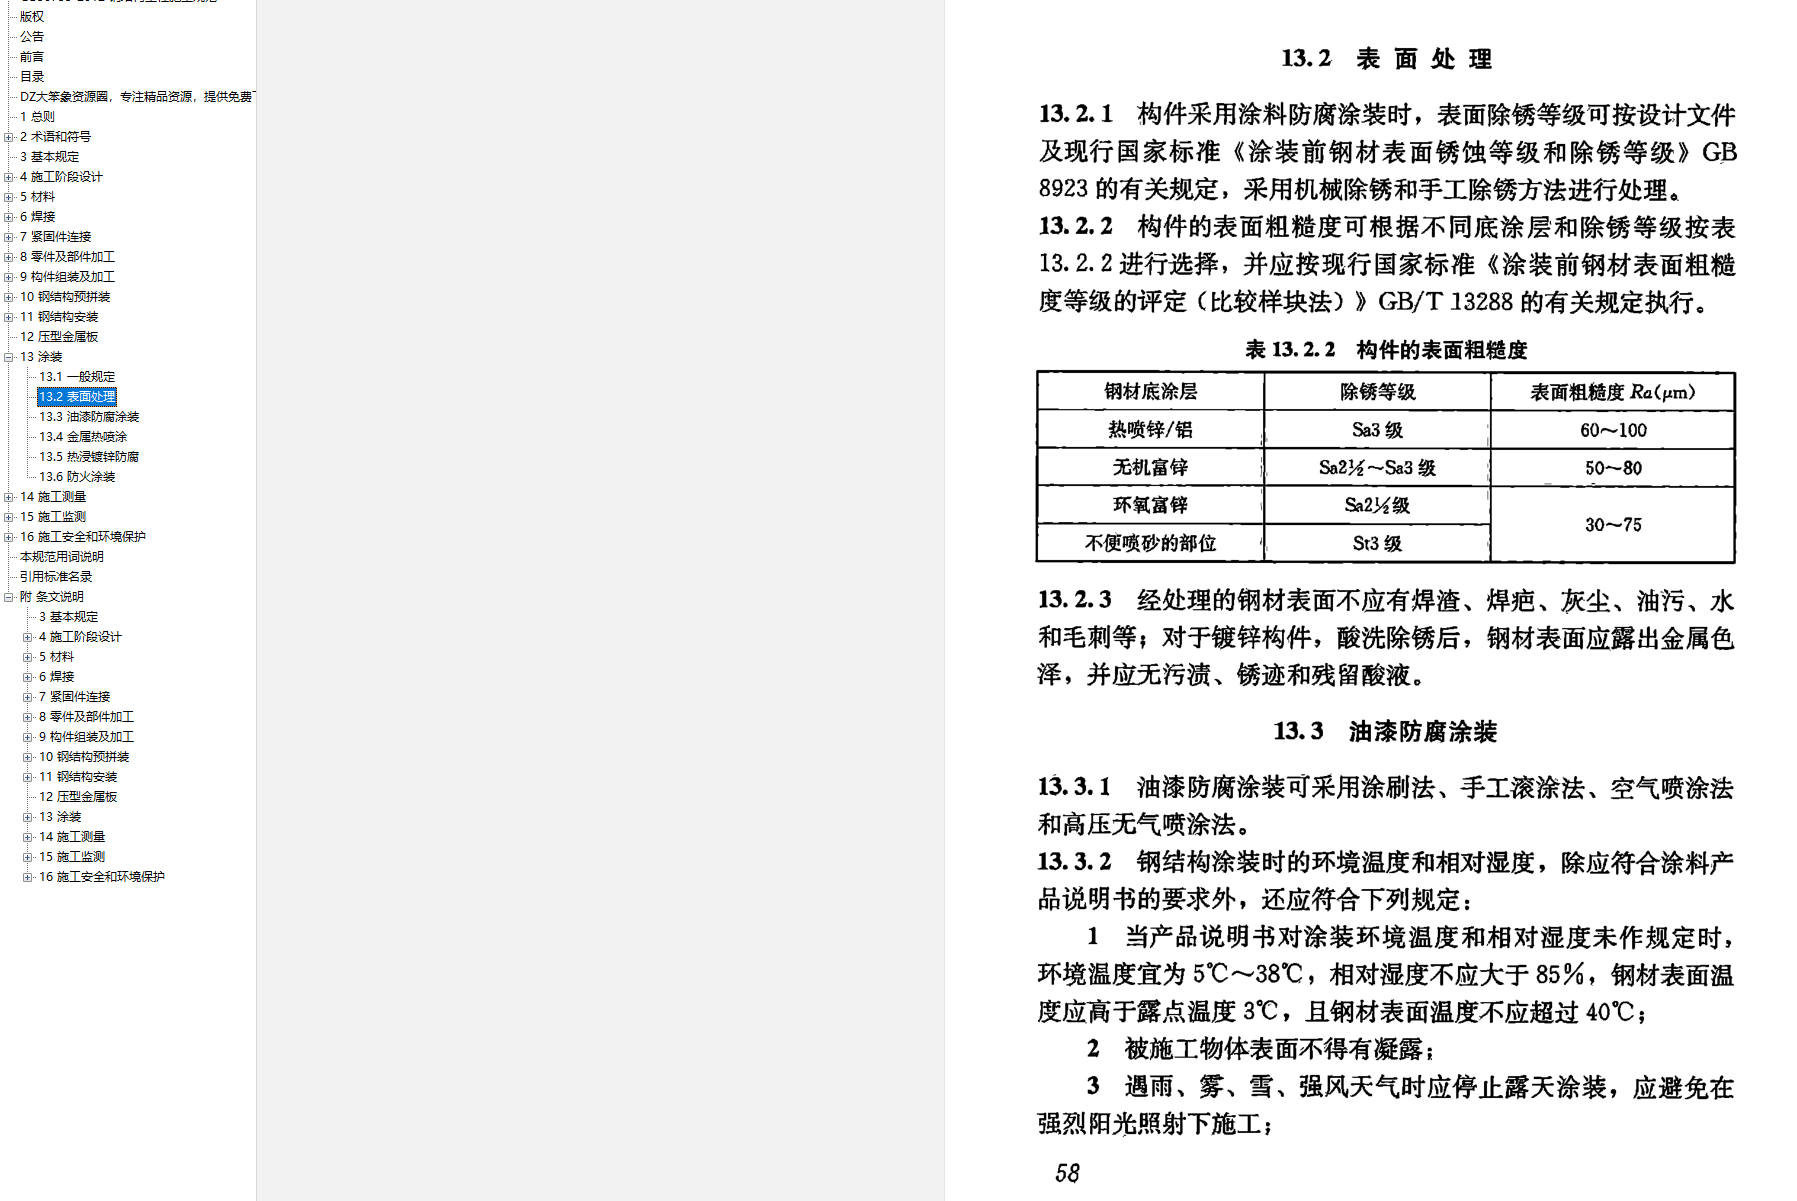 版权
公告
前言
目录
DZ大笨象资源圈，专注精品资源，提供免费
1 总则
2 术语和符号
3 基本规定
4 施工阶段设计
5 材料
6 焊接
7 紧固件连接
8 零件及部件加工
9 构件组装及加工
10 钢结构预拼装
11 钢结构安装
12 压型金属板
13 涂装
13.1 一般规定
13.2 表面处理
13.3 油漆防腐涂装
13.4 金属热喷涂
13.5 热浸镀锌防腐
13.6 防火涂装
14 施工测量
15 施工监测
16 施工安全和环境保护
本规范用词说明
引用标准名录
附 条文说明
3 基本规定
4 施工阶段设计
5 材料
6 焊接
7 紧固件连接
8 零件及部件加工
9 构件组装及加工
10 钢结构预拼装
11 钢结构安装
12 压型金属板
13 涂装
14 施工测量
15 施工监测
16 施工安全和环境保护
13.2 表面处理
13.2.1 构件采用涂料防腐涂装时，表面除锈等级可按设计文件
及现行国家标准《涂装前钢材表面锈蚀等级和除锈等级》GB
8923 的有关规定，采用机械除锈和手工除锈方法进行处理。
13.2.2 构件的表面粗糙度可根据不同底涂层和除锈等级按表
13.2.2 进行选择，并应按现行国家标准《涂装前钢材表面粗糙
度等级的评定（比较样块法）》GB/T 13288 的有关规定执行。
表 13.2.2 构件的表面粗糙度
钢材底涂层 除锈等级 表面粗糙度 Ra(μm)
热喷锌/铝 Sa3 级 60～100
无机富锌 Sa2½～Sa3 级 50～80
环氧富锌 Sa2½级
30～75
不便喷砂的部位 St3 级
13.2.3 经处理的钢材表面不应有焊渣、焊疤、灰尘、油污、水
和毛刺等；对于镀锌构件，酸洗除锈后，钢材表面应露出金属色
泽，并应无污渍、锈迹和残留酸液。
13.3 油漆防腐涂装
13.3.1 油漆防腐涂装可采用涂刷法、手工滚涂法、空气喷涂法
和高压无气喷涂法。
13.3.2 钢结构涂装时的环境温度和相对湿度，除应符合涂料产
品说明书的要求外，还应符合下列规定：
1 当产品说明书对涂装环境温度和相对湿度未作规定时，
环境温度宜为 5℃～38℃，相对湿度不应大于 85%，钢材表面温
度应高于露点温度 3℃，且钢材表面温度不应超过 40℃；
2 被施工物体表面不得有凝露；
3 遇雨、雾、雪、强风天气时应停止露天涂装，应避免在
强烈阳光照射下施工；
58